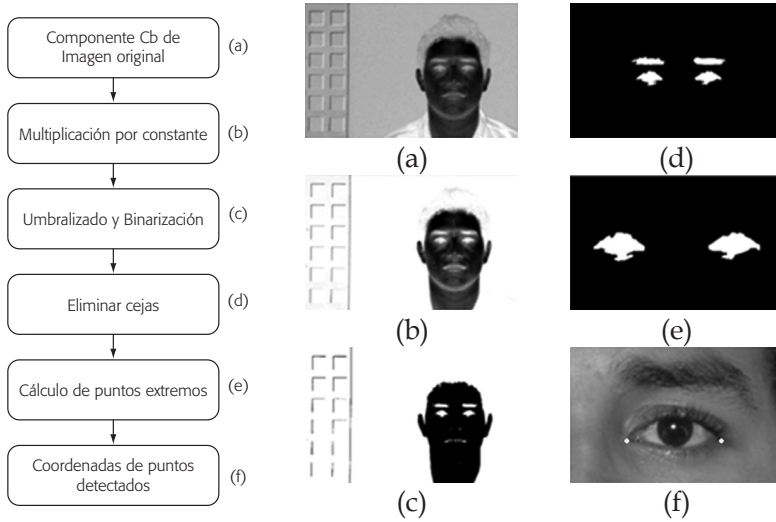 Componente Cb de
Imagen original
(a)
Multiplicación por constante
(b)
Umbralizado y Binarización
(c)
Eliminar cejas
(d)
Cálculo de puntos extremos
(e)
Coordenadas de puntos
detectados
(f)
(a)
(d)
(b)
(e)
(c)
(f)